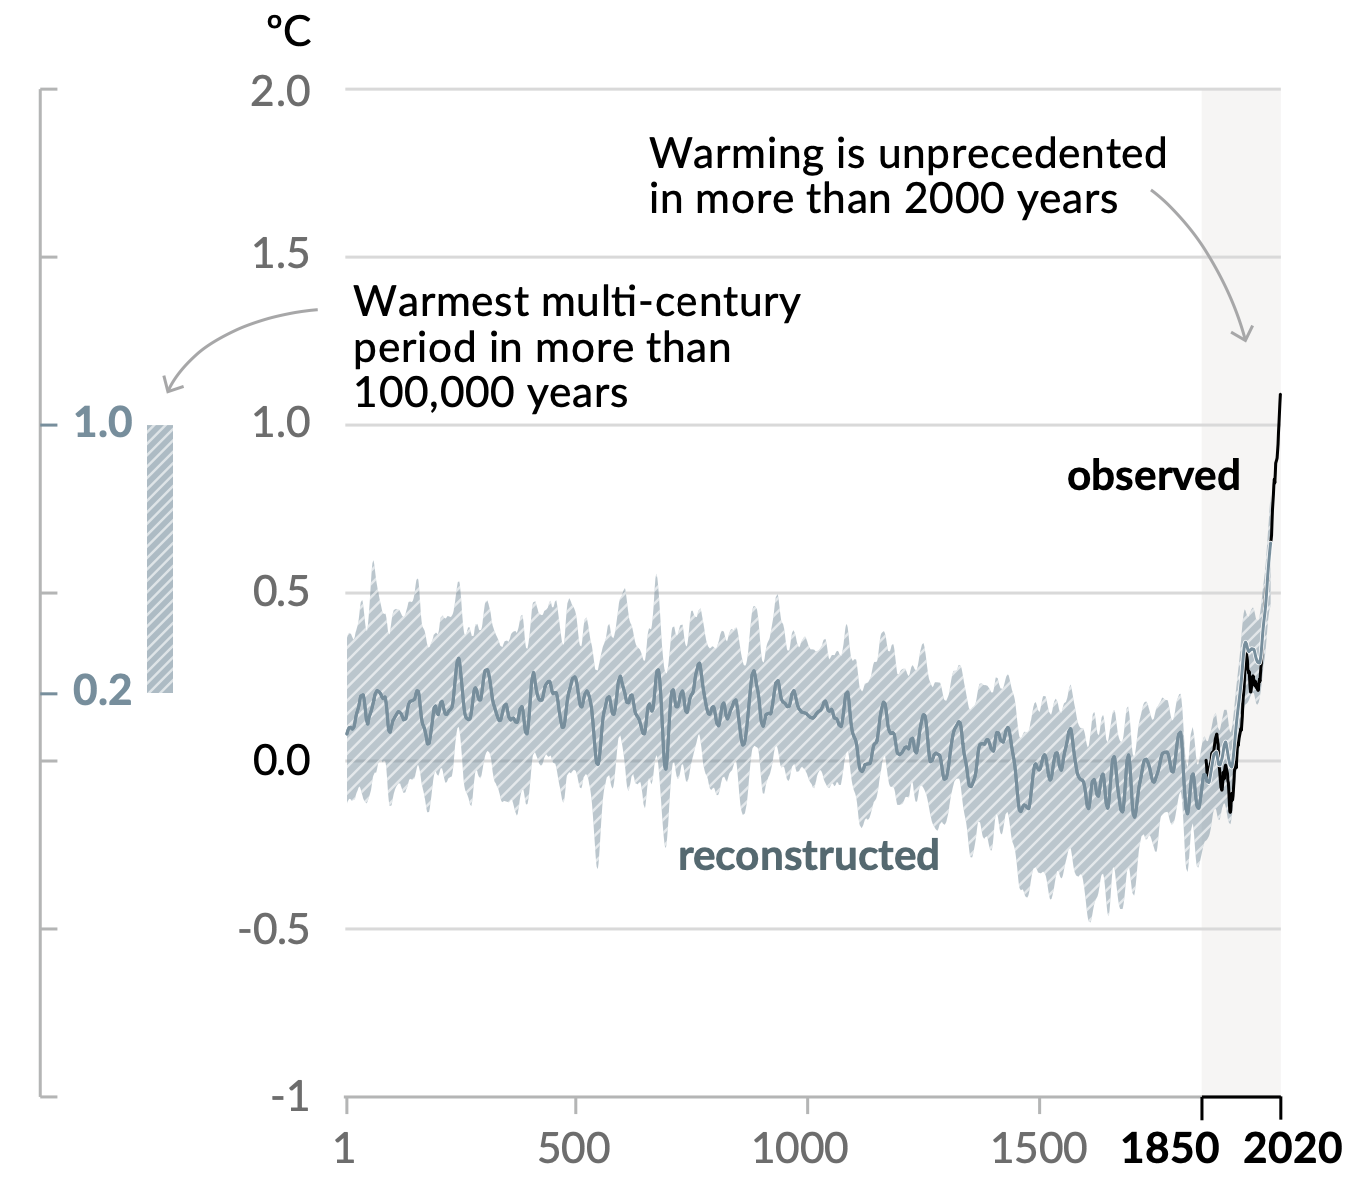 ºC
2.0
Warming is unprecedented
in more than 2000 years
1.5
Warmest multi-century
period in more than
100,000 years
1.0
1.0
observed
0.5
0.2
0.0
reconstructed
-0.5
-1
1 500 1000 1500 1850 2020